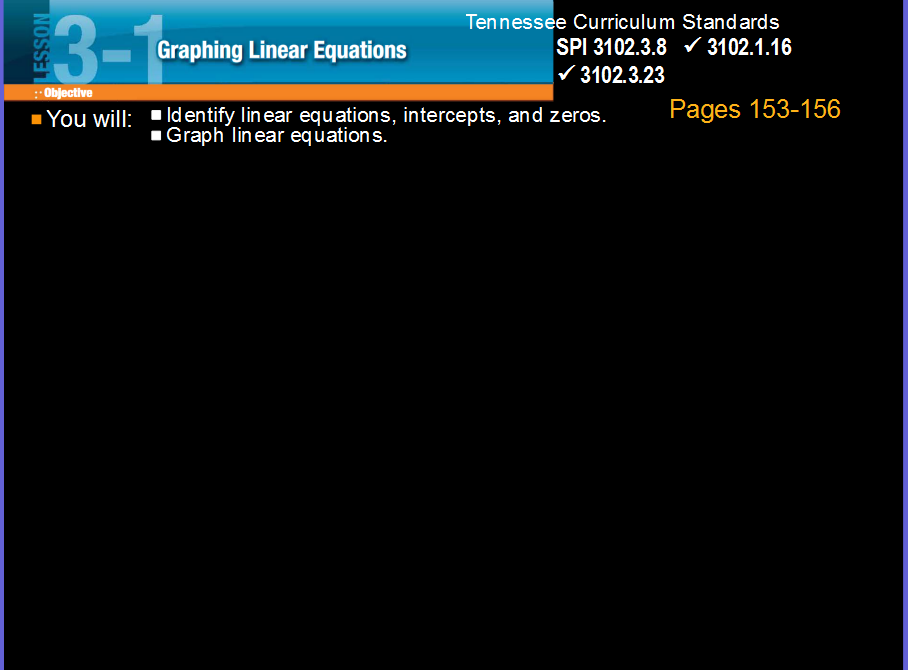 LESSON 3-1 Graphing Linear Equations
Tennessee Curriculum Standards
SPI 3102.3.8 ✓ 3102.1.16
✓ 3102.3.23
:: Objective
Pages 153-156
■ You will: ■ Identify linear equations, intercepts, and zeros.
■ Graph linear equations.